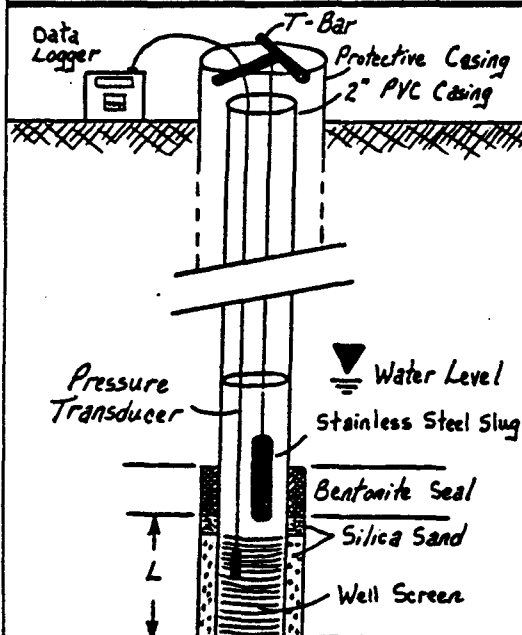 T-Bar
Data
Logger
Protective Casing
2" PVC Casing
Pressure
Transducer
Water Level
Stainless Steel Slug
Bentonite Seal
Silica Sand
L
Well Screen